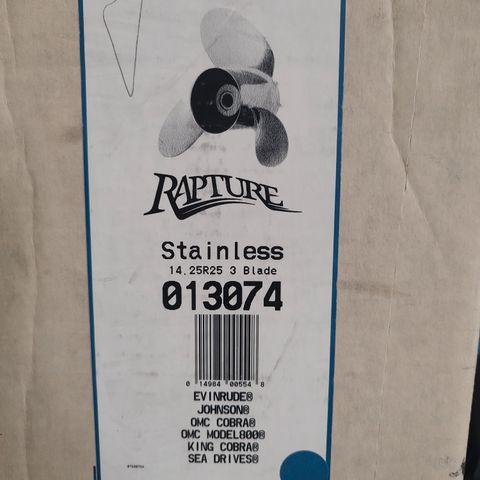 RAPTURE
Stainless
14.25R25 3 Blade
013074
0 14984 00554 8
EVINRUDE®
JOHNSON®
OMC COBRA®
OMC MODEL800®
KING COBRA®
SEA DRIVES®